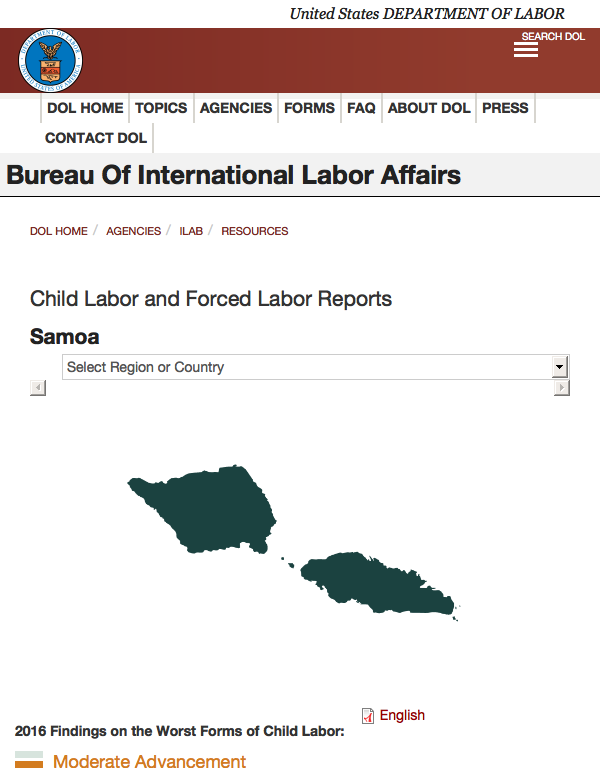 United States DEPARTMENT OF LABOR
SEARCH DOL
DOL HOME TOPICS AGENCIES FORMS FAQ ABOUT DOL PRESS
CONTACT DOL
Bureau Of International Labor Affairs
DOL HOME / AGENCIES / ILAB / RESOURCES
Child Labor and Forced Labor Reports
Samoa
Select Region or Country
English
2016 Findings on the Worst Forms of Child Labor:
Moderate Advancement